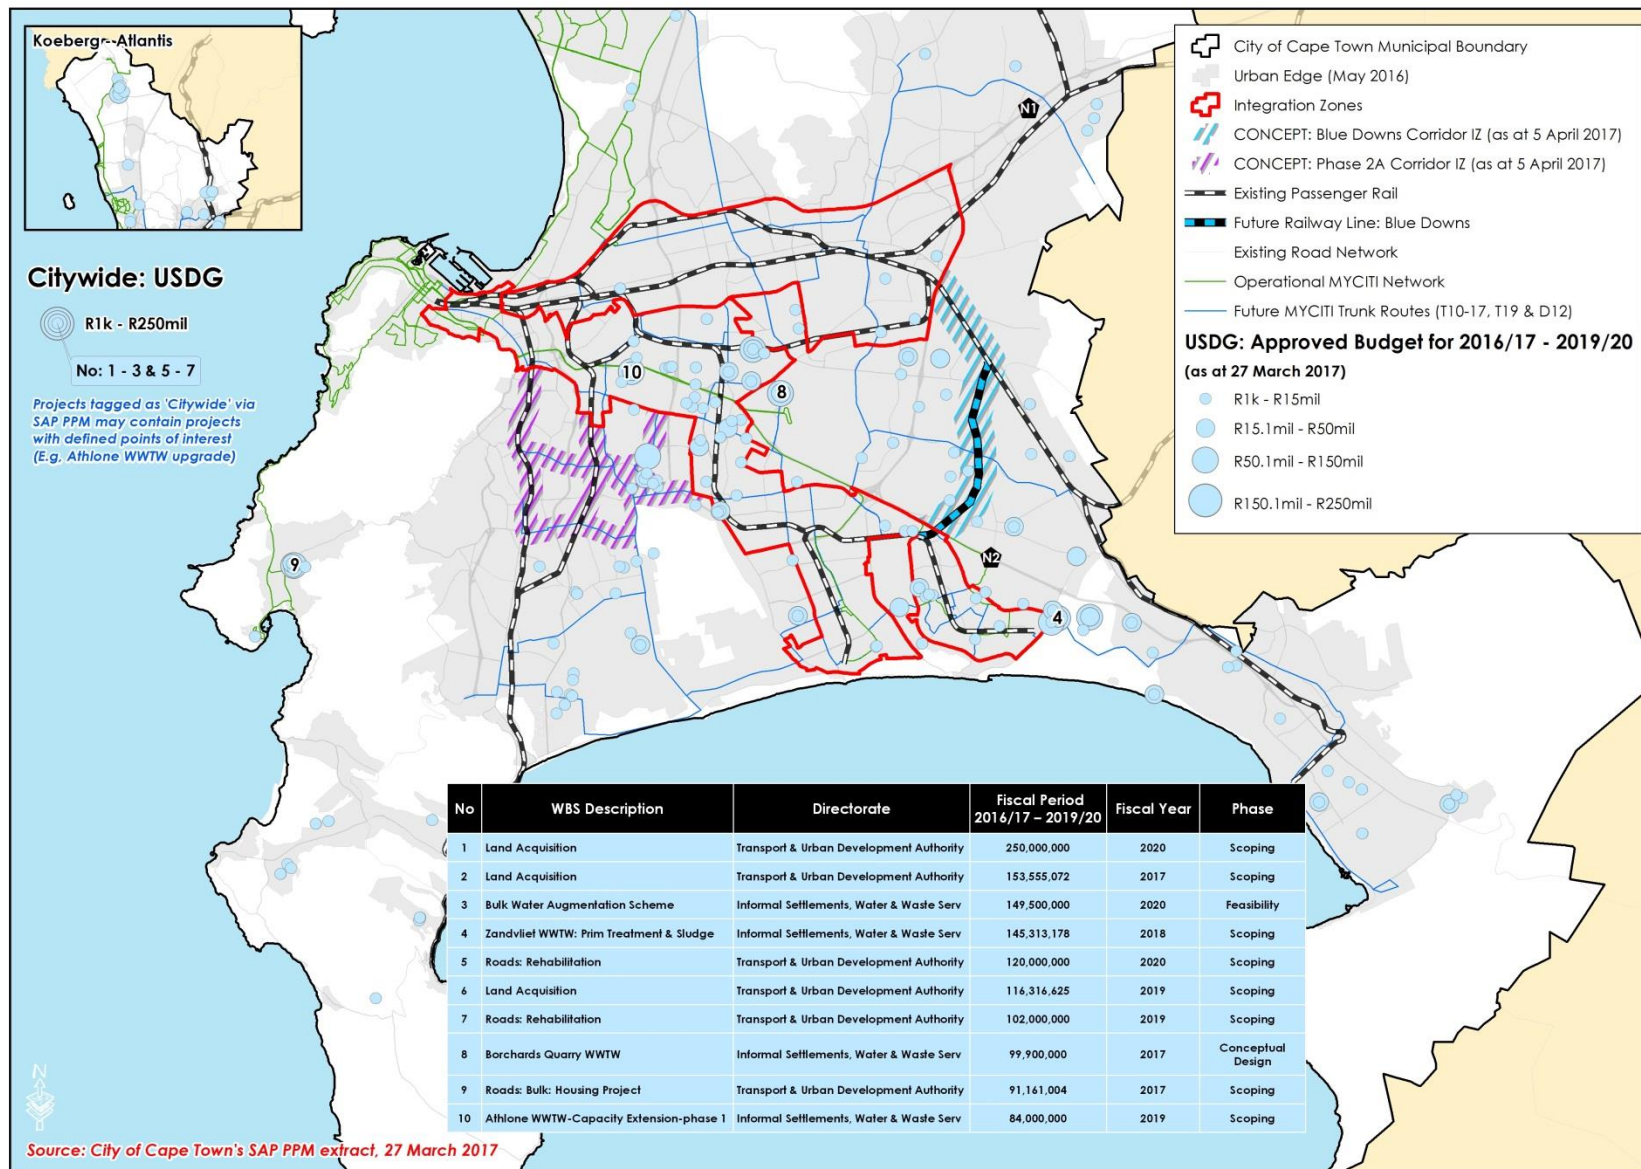 Koeberg-Atlantis
Citywide: USDG
R1k - R250mil
No: 1 - 3 & 5 - 7
Projects tagged as 'Citywide' via
SAP PPM may contain projects
with defined points of interest
(E.g, Athlone WWTW upgrade)
N1
10
8
9
N2
4
City of Cape Town Municipal Boundary
Urban Edge (May 2016)
Integration Zones
CONCEPT: Blue Downs Corridor IZ (as at 5 April 2017)
CONCEPT: Phase 2A Corridor IZ (as at 5 April 2017)
Existing Passenger Rail
Future Railway Line: Blue Downs
Existing Road Network
Operational MYCITI Network
Future MYCITI Trunk Routes (T10-17, T19 & D12)
USDG: Approved Budget for 2016/17 - 2019/20
(as at 27 March 2017)
R1k - R15mil
R15.1mil - R50mil
R50.1mil - R150mil
R150.1mil - R250mil
No WBS Description Directorate Fiscal Period 2016/17 – 2019/20 Fiscal Year Phase
1 Land Acquisition Transport & Urban Development Authority 250,000,000 2020 Scoping
2 Land Acquisition Transport & Urban Development Authority 153,555,072 2017 Scoping
3 Bulk Water Augmentation Scheme Informal Settlements, Water & Waste Serv 149,500,000 2020 Feasibility
4 Zandvliet WWTW: Prim Treatment & Sludge Informal Settlements, Water & Waste Serv 145,313,178 2018 Scoping
5 Roads: Rehabilitation Transport & Urban Development Authority 120,000,000 2020 Scoping
6 Land Acquisition Transport & Urban Development Authority 116,316,625 2019 Scoping
7 Roads: Rehabilitation Transport & Urban Development Authority 102,000,000 2019 Scoping
8 Borchards Quarry WWTW Informal Settlements, Water & Waste Serv 99,900,000 2017 Conceptual Design
9 Roads: Bulk: Housing Project Transport & Urban Development Authority 91,161,004 2017 Scoping
10 Athlone WWTW-Capacity Extension-phase 1 Informal Settlements, Water & Waste Serv 84,000,000 2019 Scoping
N
Source: City of Cape Town's SAP PPM extract, 27 March 2017